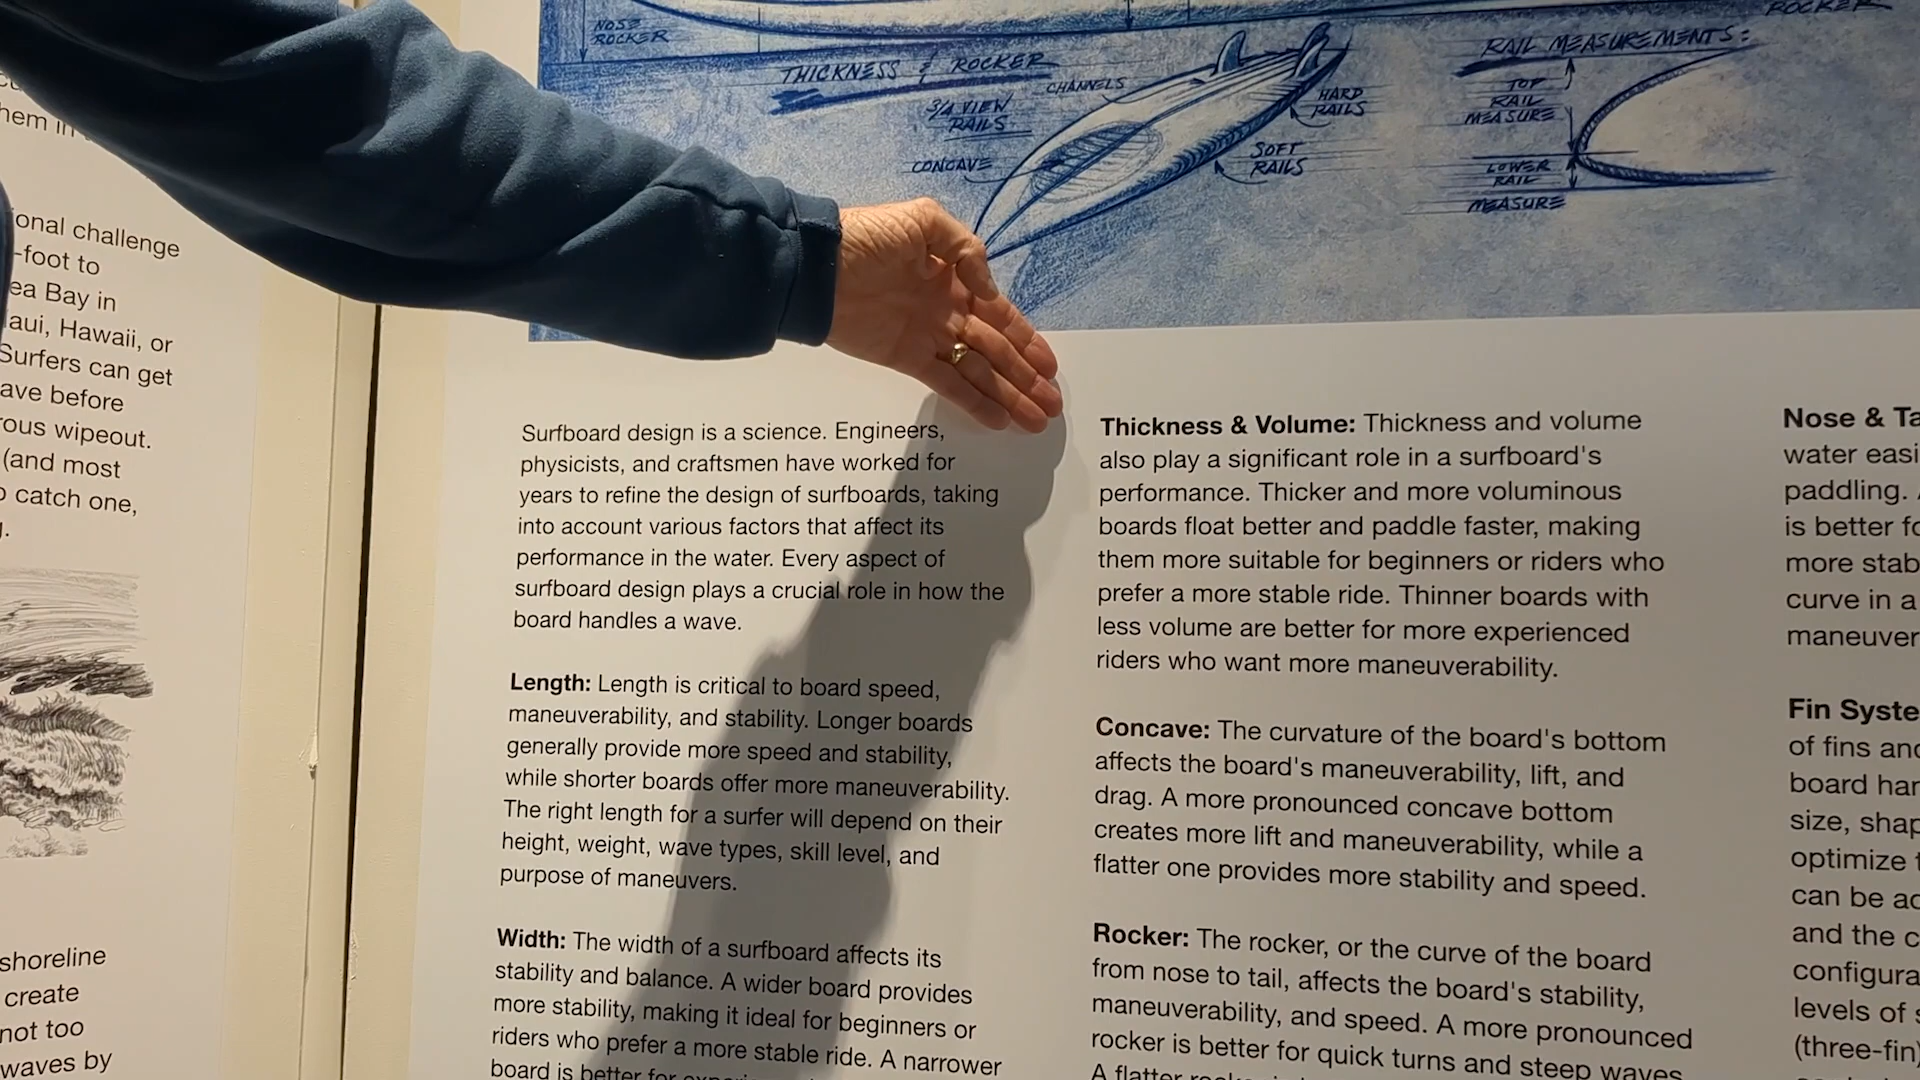 NOSE
ROCKER
THICKNESS & ROCKER
3/4 VIEW
RAILS
CHANNELS
CONCAVE
HARD
RAILS
SOFT
RAILS
ROCKER
RAIL MEASUREMENTS:
TOP
RAIL
MEASURE
LOWER
RAIL
MEASURE
hem in
onal challenge
-foot to
ea Bay in
aui, Hawaii, or
Surfers can get
ave before
rous wipeout.
(and most
o catch one,
shoreline
create
not too
waves by
Surfboard design is a science. Engineers,
physicists, and craftsmen have worked for
years to refine the design of surfboards, taking
into account various factors that affect its
performance in the water. Every aspect of
surfboard design plays a crucial role in how the
board handles a wave.
Length: Length is critical to board speed,
maneuverability, and stability. Longer boards
generally provide more speed and stability,
while shorter boards offer more maneuverability.
The right length for a surfer will depend on their
height, weight, wave types, skill level, and
purpose of maneuvers.
Width: The width of a surfboard affects its
stability and balance. A wider board provides
more stability, making it ideal for beginners or
riders who prefer a more stable ride. A narrower
board is better for
Thickness & Volume: Thickness and volume
also play a significant role in a surfboard's
performance. Thicker and more voluminous
boards float better and paddle faster, making
them more suitable for beginners or riders who
prefer a more stable ride. Thinner boards with
less volume are better for more experienced
riders who want more maneuverability.
Concave: The curvature of the board's bottom
affects the board's maneuverability, lift, and
drag. A more pronounced concave bottom
creates more lift and maneuverability, while a
flatter one provides more stability and speed.
Rocker: The rocker, or the curve of the board
from nose to tail, affects the board's stability,
maneuverability, and speed. A more pronounced
rocker is better for quick turns and steep waves.
A flatter
Nose & Ta
water easi
paddling.
is better fo
more stab
curve in a
maneuver
Fin Syste
of fins and
board han
size, shap
optimize
can be ad
and the c
configura
levels of s
(three-fin)